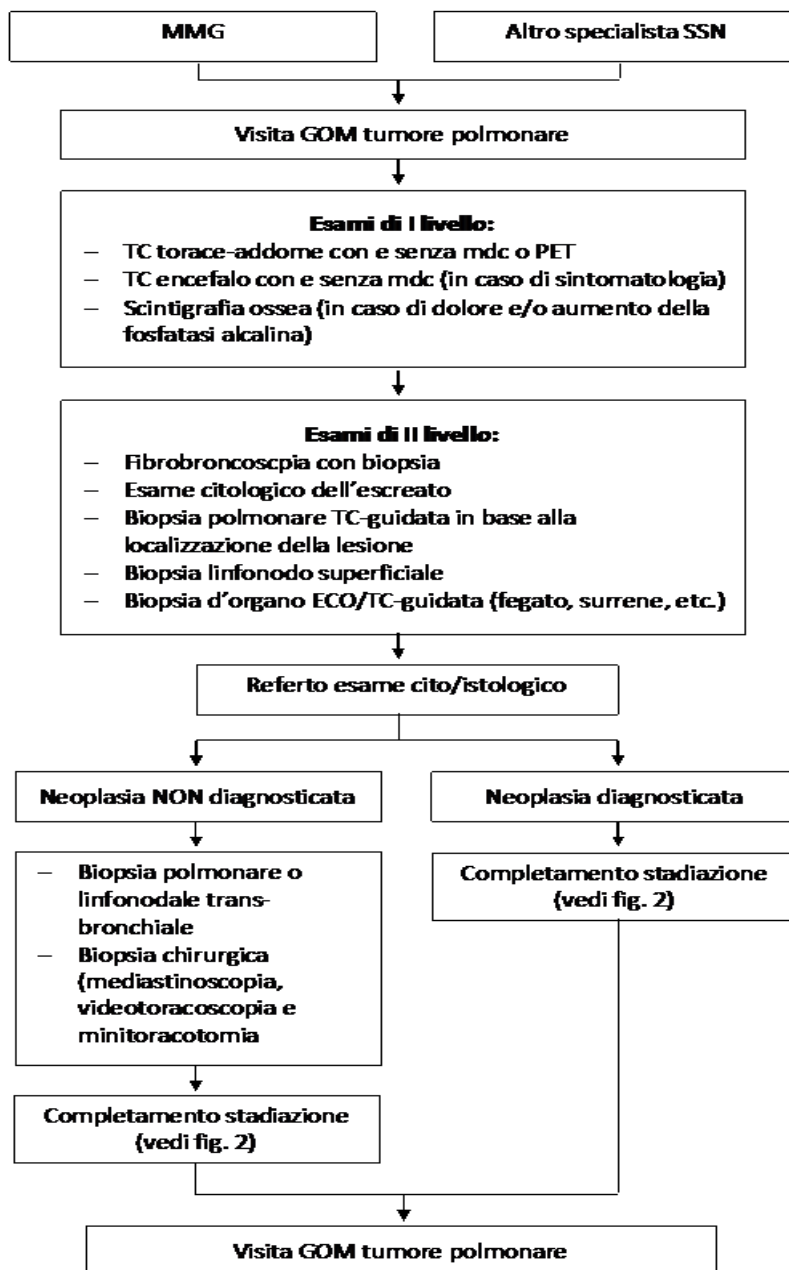 MMG
Altro specialista SSN
Visita GOM tumore polmonare
Esami di I livello:
– TC torace-addome con e senza mdc o PET
– TC encefalo con e senza mdc (in caso di sintomatologia)
– Scintigrafia ossea (in caso di dolore e/o aumento della
fosfatasi alcalina)
Esami di II livello:
– Fibrobroncoscpia con biopsia
– Esame citologico dell'escreato
– Biopsia polmonare TC-guidata in base alla
localizzazione della lesione
– Biopsia linfonodo superficiale
– Biopsia d'organo ECO/TC-guidata (fegato, surrene, etc.)
Referto esame cito/istologico
Neoplasia NON diagnosticata
Neoplasia diagnosticata
– Biopsia polmonare o
linfonodale trans-
bronchiale
– Biopsia chirurgica
(mediastinoscopia,
videotoracoscopia e
minitoracotomia
Completamento stadiazione
(vedi fig. 2)
Completamento stadiazione
(vedi fig. 2)
Visita GOM tumore polmonare